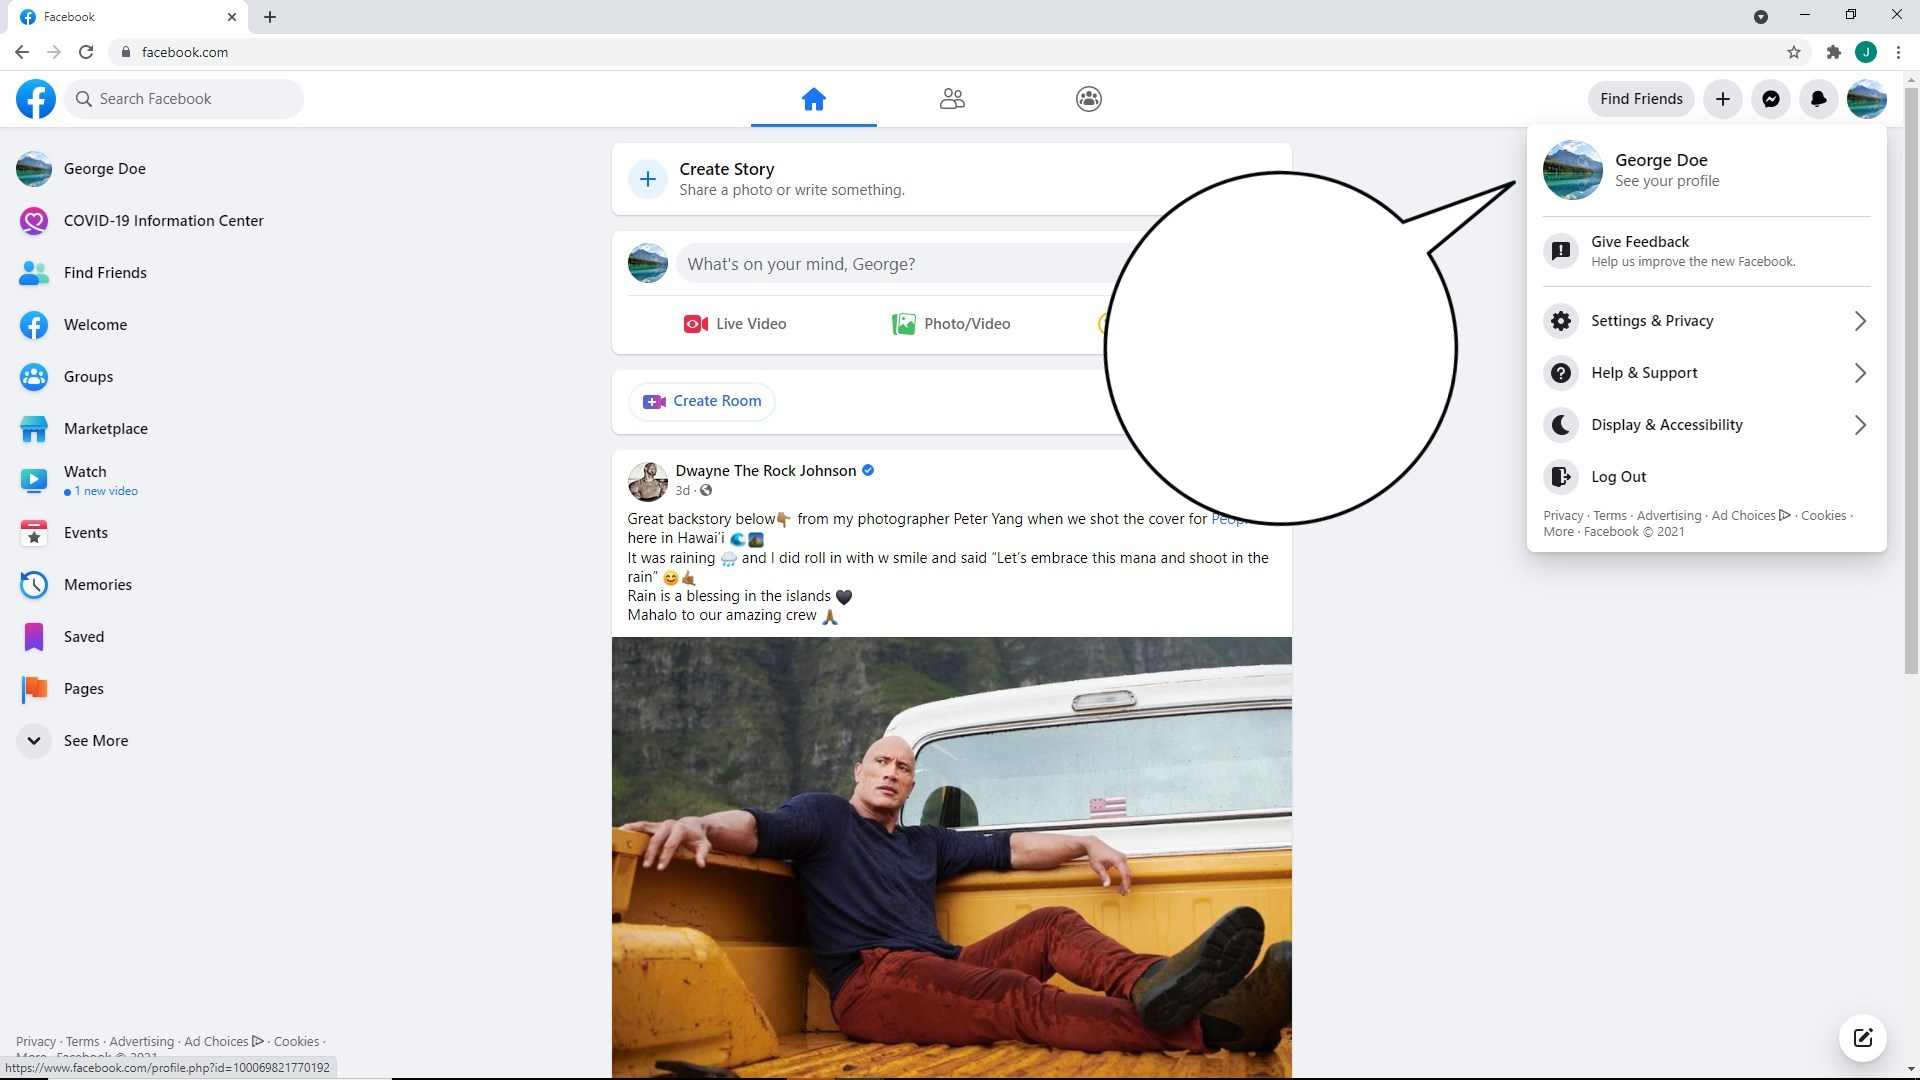 Facebook
facebook.com
Search Facebook
Find Friends
J
George Doe
COVID-19 Information Center
Find Friends
Welcome
Groups
Marketplace
Watch
1 new video
Events
Memories
Saved
Pages
See More
Privacy · Terms · Advertising · Ad Choices · Cookies ·
More · Facebook © 2021
https://www.facebook.com/profile.php?id=100069821770192
Create Story
Share a photo or write something.
What's on your mind, George?
Live Video
Photo/Video
Create Room
Dwayne The Rock Johnson
3d ·
Great backstory below👇🏾 from my photographer Peter Yang when we shot the cover for
here in Hawai’i 🌊🌋
It was raining 🌧 and I did roll in with w smile and said “Let’s embrace this mana and shoot in the
rain” 😊🤙🏾
Rain is a blessing in the islands 🖤
Mahalo to our amazing crew 🙏🏾
George Doe
See your profile
Give Feedback
Help us improve the new Facebook.
Settings & Privacy
Help & Support
Display & Accessibility
Log Out
Privacy · Terms · Advertising · Ad Choices · Cookies ·
More · Facebook © 2021